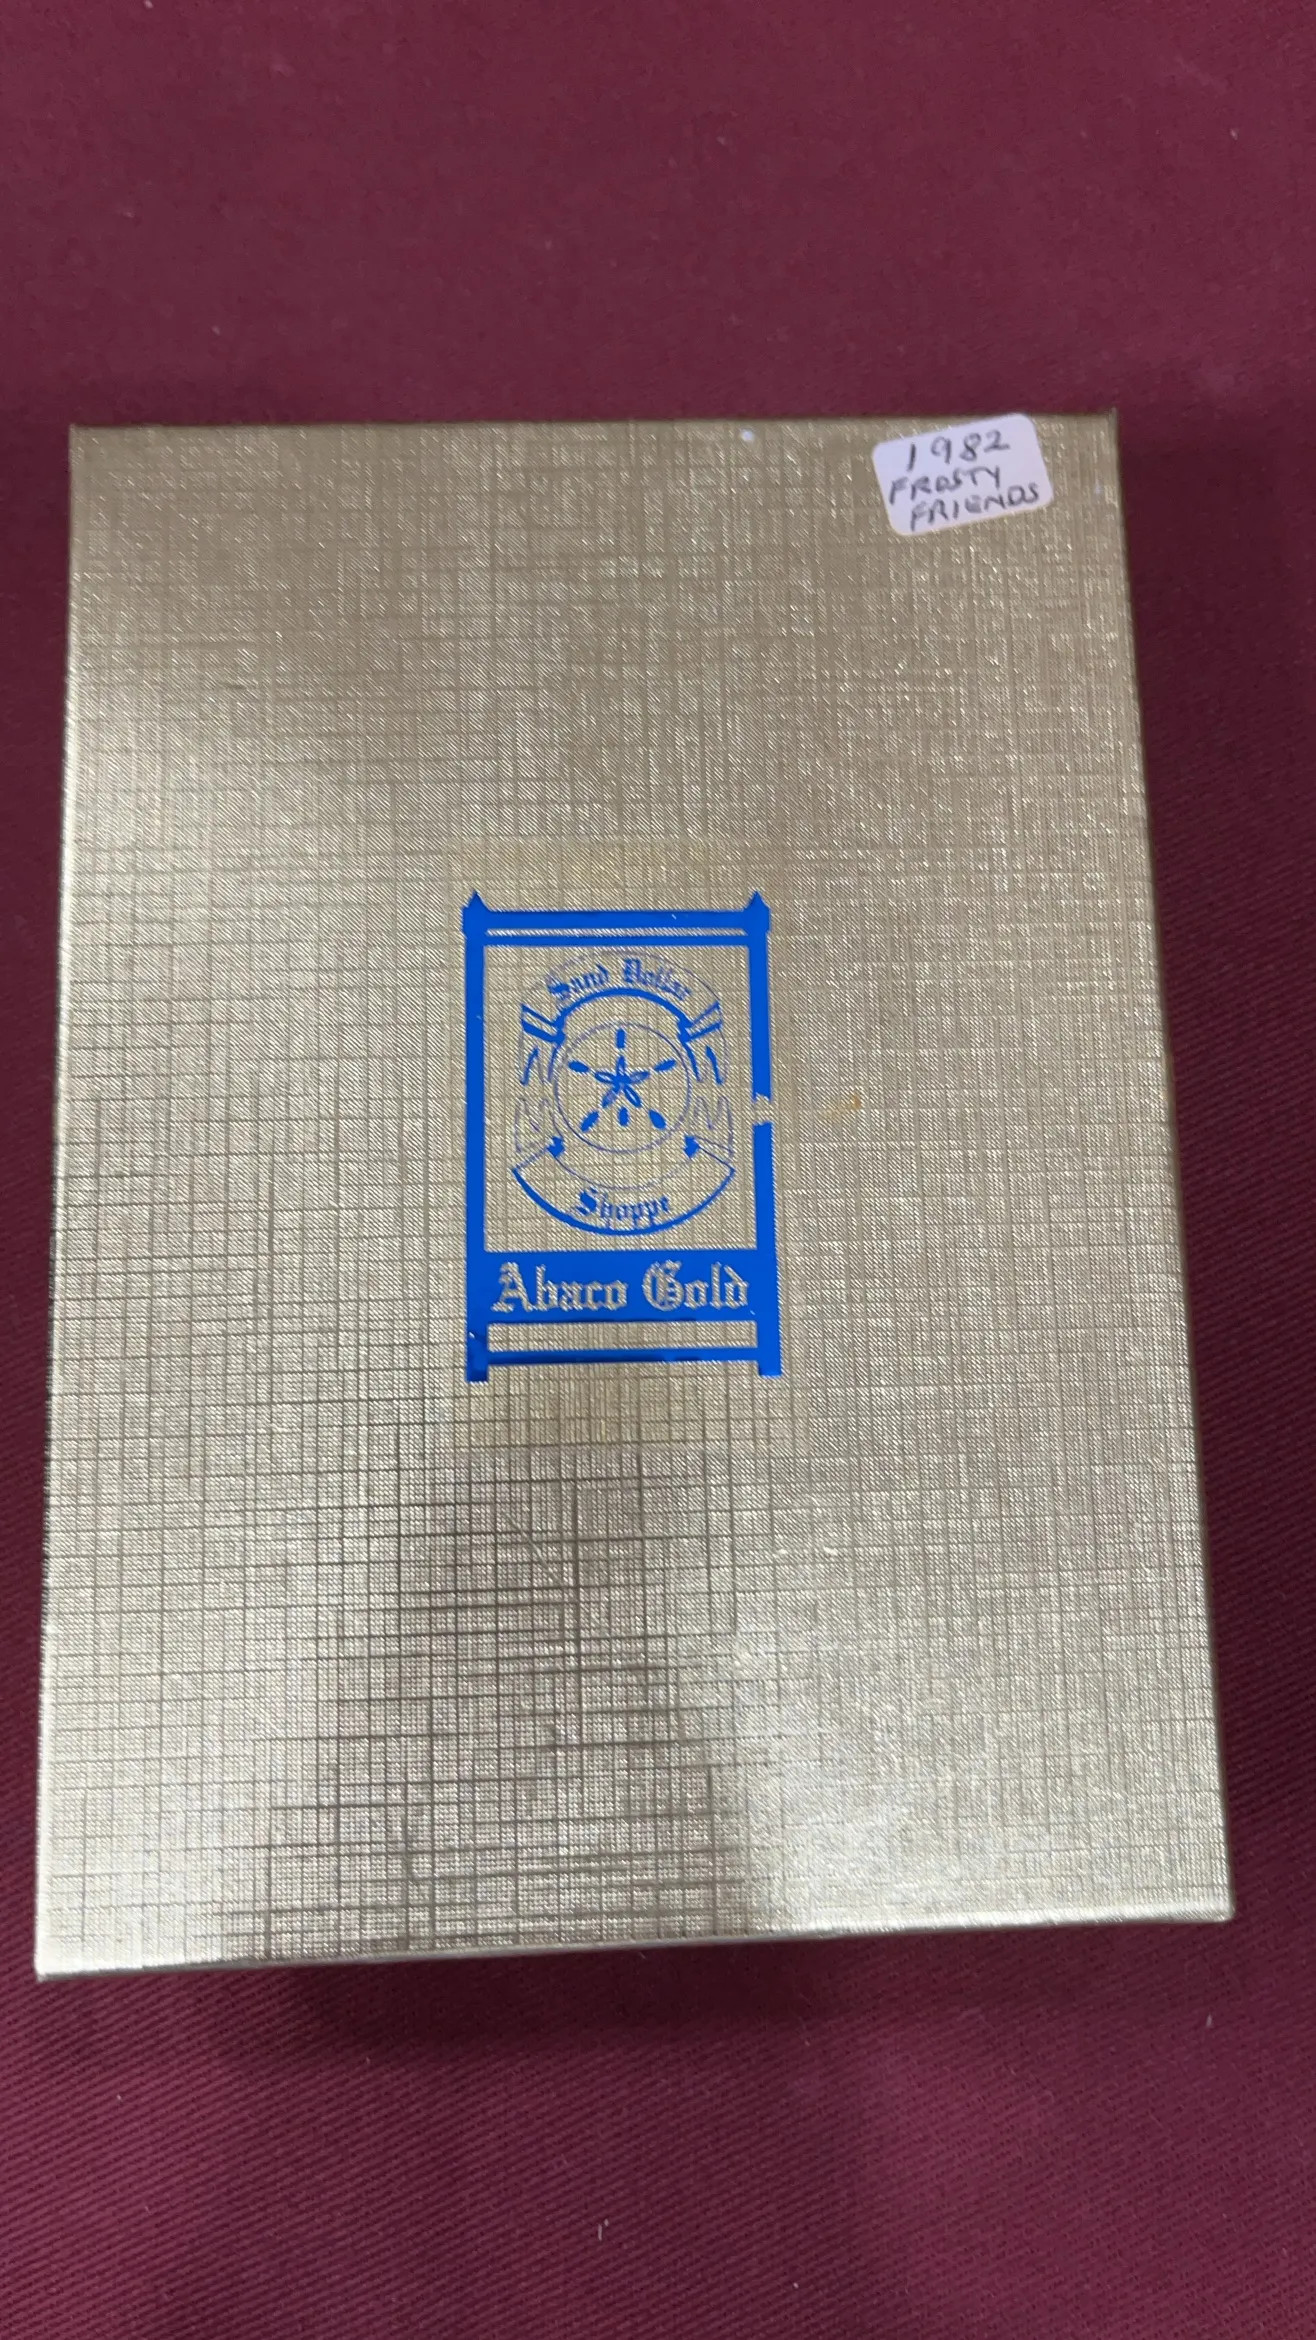 1982
FROSTY
FRIENDS
Sand Dollar
Shoppe
Abaco Gold